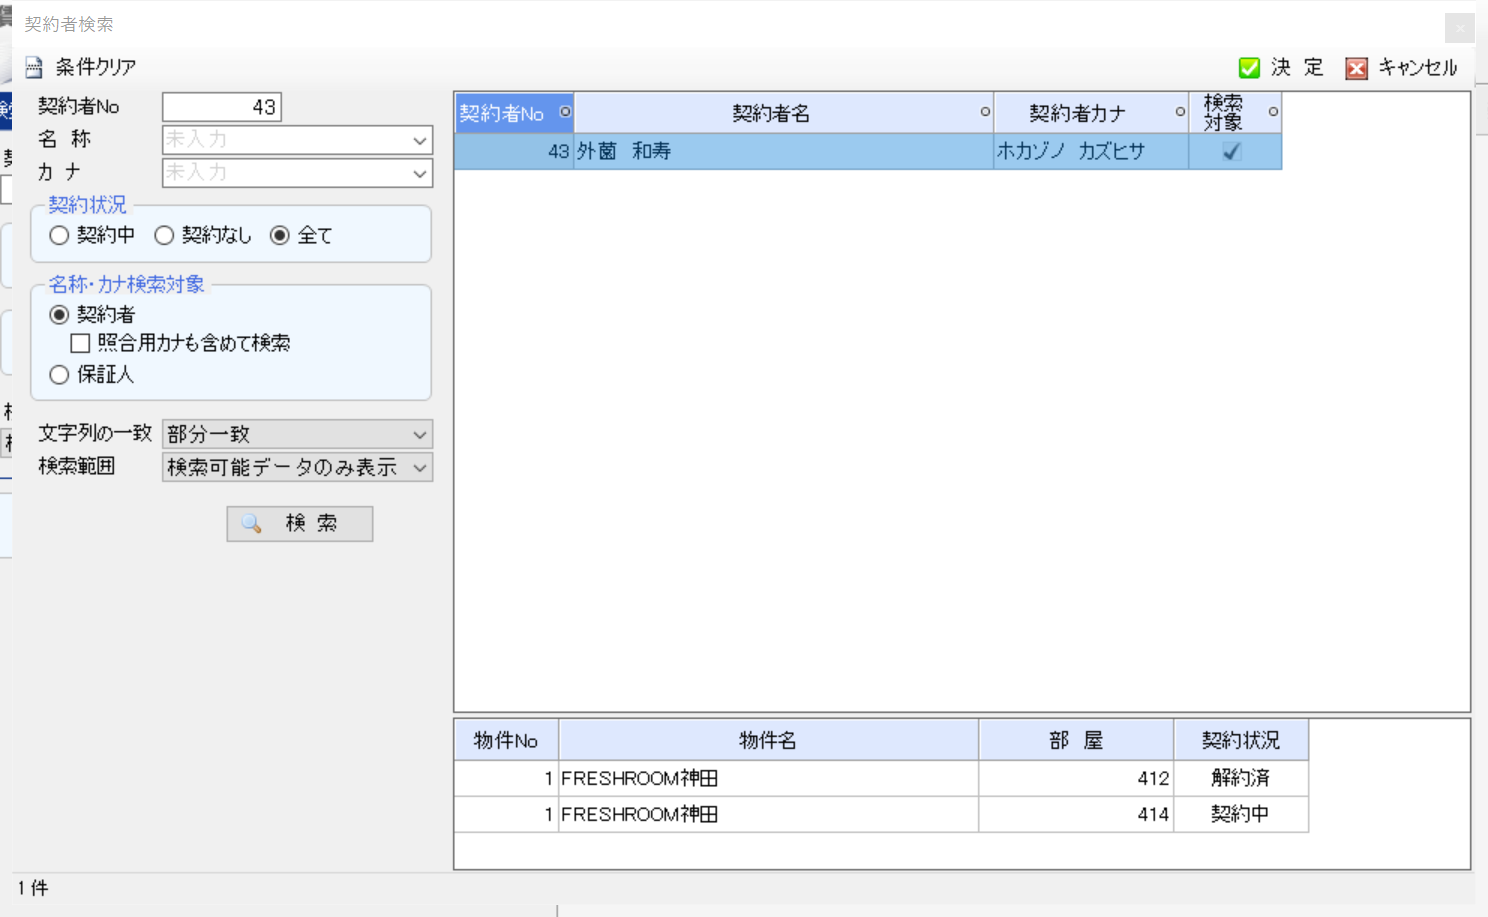 契約者検索
条件クリア
決 定
キャンセル
契約者No 43
名 称 未入力
カ ナ 未入力
契約状況
契約中 契約なし 全て
名称・カナ検索対象
契約者
照合用カナも含めて検索
保証人
文字列の一致 部分一致
検索範囲 検索可能データのみ表示
検 索
契約者No 契約者名 契約者カナ 検索対象
43 外薗 和寿 ホカゾノ カズヒサ
物件No 物件名 部 屋 契約状況
1 FRESHROOM神田 412 解約済
1 FRESHROOM神田 414 契約中
1 件